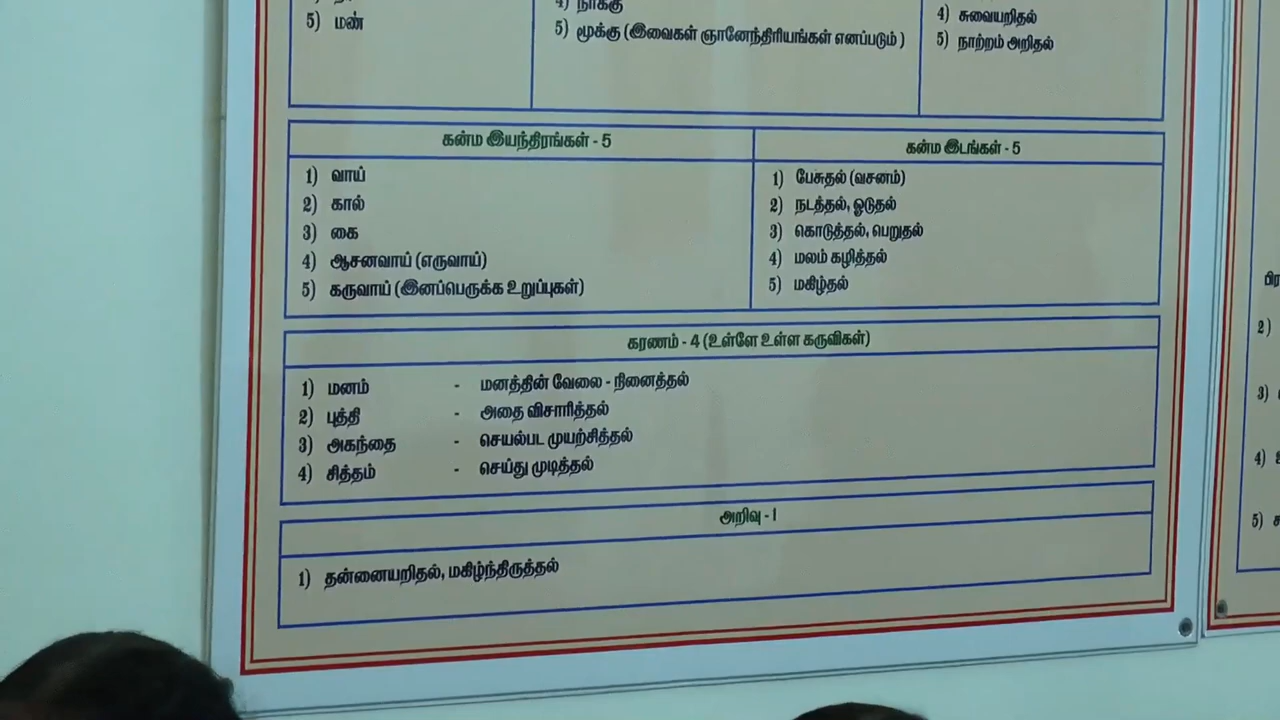 5) மண்
4) நாக்கு
5) மூக்கு (இவைகள் ஞானேந்திரியங்கள் எனப்படும்)
4) சுவையறிதல்
5) நாற்றம் அறிதல்
கன்ம இயந்திரங்கள் - 5
1) வாய்
2) கால்
3) கை
4) ஆசனவாய் (எருவாய்)
5) கருவாய் (இனப்பெருக்க உறுப்புகள்)
கன்ம இடங்கள் - 5
1) பேசுதல் (வசனம்)
2) நடத்தல், ஓடுதல்
3) கொடுத்தல், பெறுதல்
4) மலம் கழித்தல்
5) மகிழ்தல்
கரணம் - 4 (உள்ளே உள்ள கருவிகள்)
1) மனம் - மனத்தின் வேலை - நினைத்தல்
2) புத்தி - அதை விசாரித்தல்
3) அகந்தை - செயல்பட முயற்சித்தல்
4) சித்தம் - செய்து முடித்தல்
அறிவு - 1
1) தன்னையறிதல், மகிழ்ந்திருத்தல்
2)
3)
4)
5)